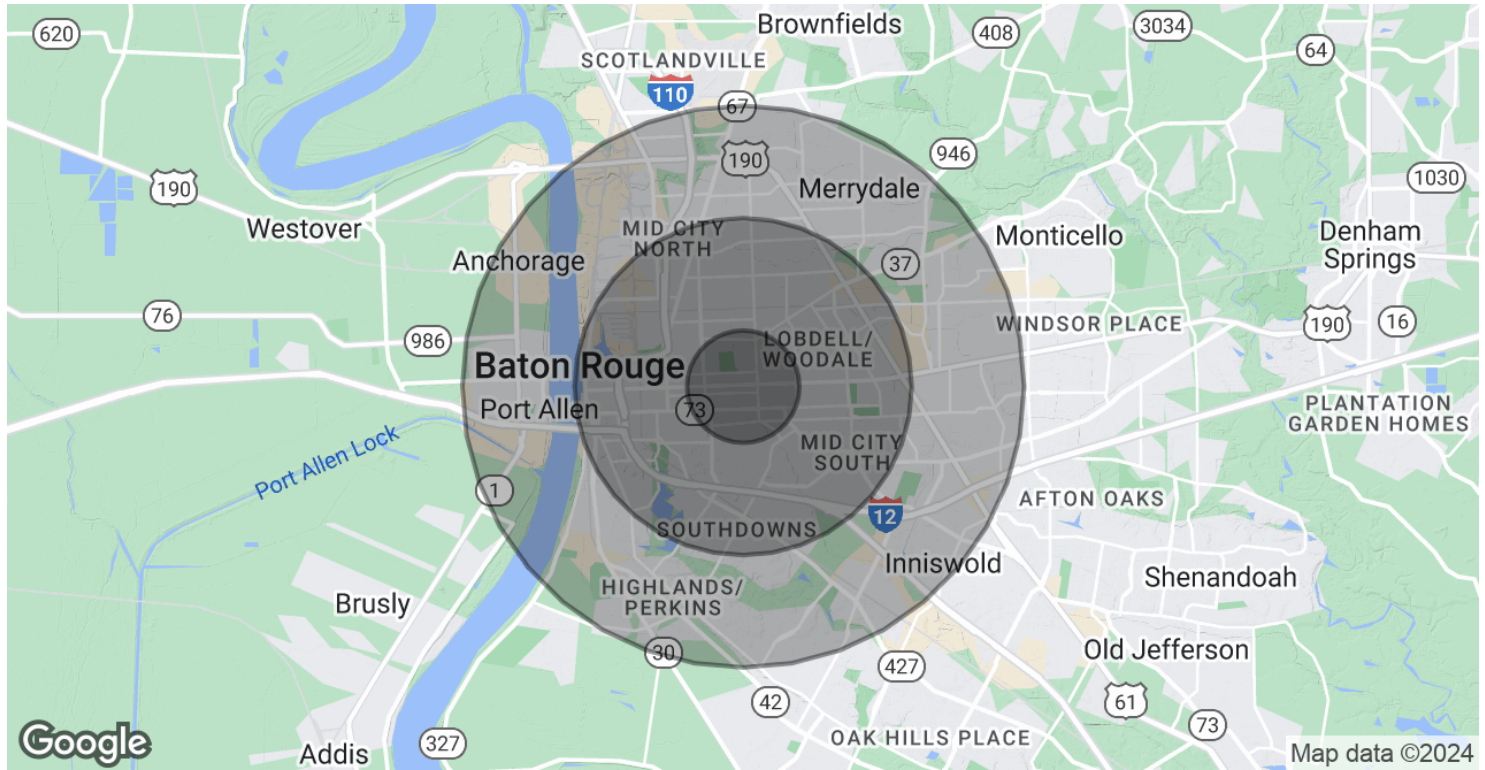 620
Brownfields
408
3034
64
SCOTLANDVILLE
110
67
190
946
190
Merrydale
1030
Westover
MID CITY
NORTH
Monticello
Denham
Springs
Anchorage
37
76
986
LOBDELL/
WOODALE
WINDSOR PLACE
190
16
Baton Rouge
Port Allen
73
PLANTATION
GARDEN HOMES
Port Allen Lock
MID CITY
SOUTH
1
AFTON OAKS
12
SOUTHDOWNS
Inniswold
Shenandoah
HIGHLANDS/
PERKINS
Brusly
30
427
Old Jefferson
42
61
73
Google
Addis
327
OAK HILLS PLACE
Map data ©2024